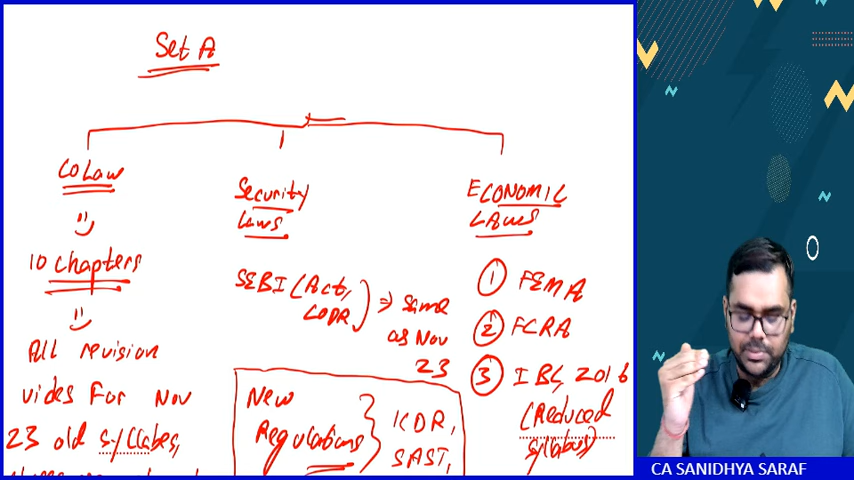 Set A
CO Law
10 chapters
All revision
vides For Nov
23 old syllabes,
Security
Laws
SEBI (Act,
LODR)
⇒ same
as Nov
23
New
Regulations
ICDR,
SAST,
ECONOMIC
LAWS
① FEMA
② FCRA
③ IBC, 2016
(Reduced
syllabus)
CA SANIDHYA SARAF